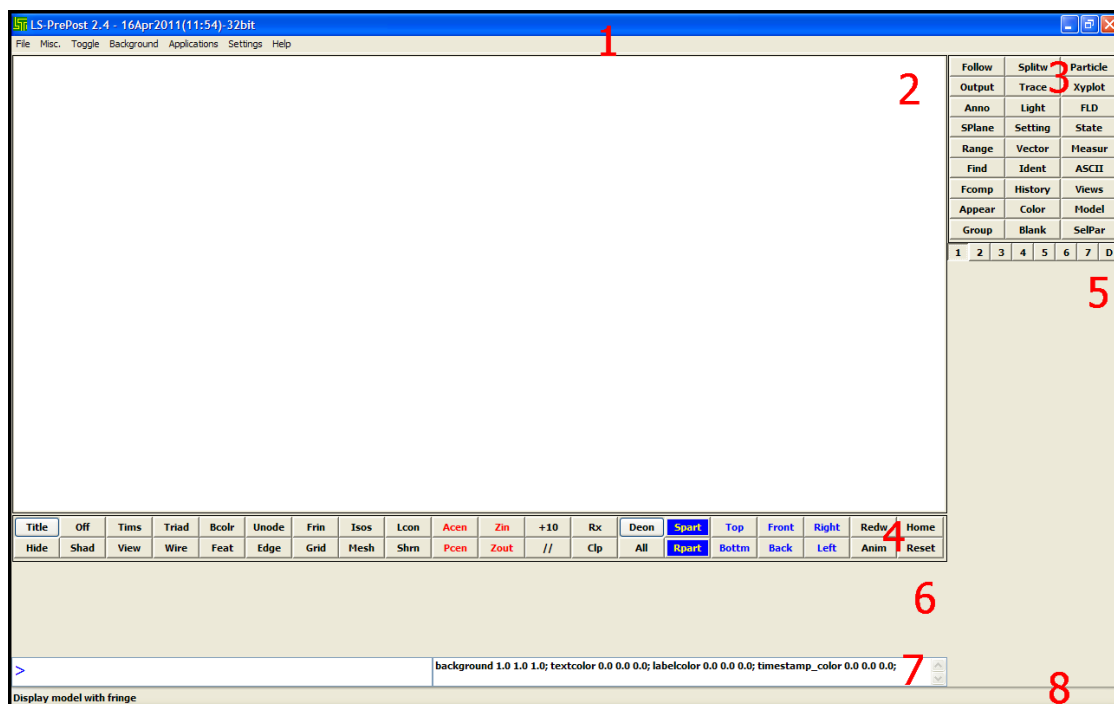 LS-PrePost 2.4 - 16Apr2011(11:54)-32bit
File Misc. Toggle Background Applications Settings Help
1
2
3
Follow Splitw Particle
Output Trace Xyplot
Anno Light FLD
SPlane Setting State
Range Vector Measur
Find Ident ASCII
Fcomp History Views
Appear Color Model
Group Blank SelPar
1 2 3 4 5 6 7 D
5
Title Off Tims Triad Bcolr Unode Frin Isos Lcon Acen Zin +10 Rx Deon Spart Top Front Right Redw Home
Hide Shad View Wire Feat Edge Grid Mesh Shrn Pcen Zout // Clp All Rpart Bottm Back Left Anim Reset
4
6
>
background 1.0 1.0 1.0; textcolor 0.0 0.0 0.0; labelcolor 0.0 0.0 0.0; timestamp_color 0.0 0.0 0.0;
7
Display model with fringe
8